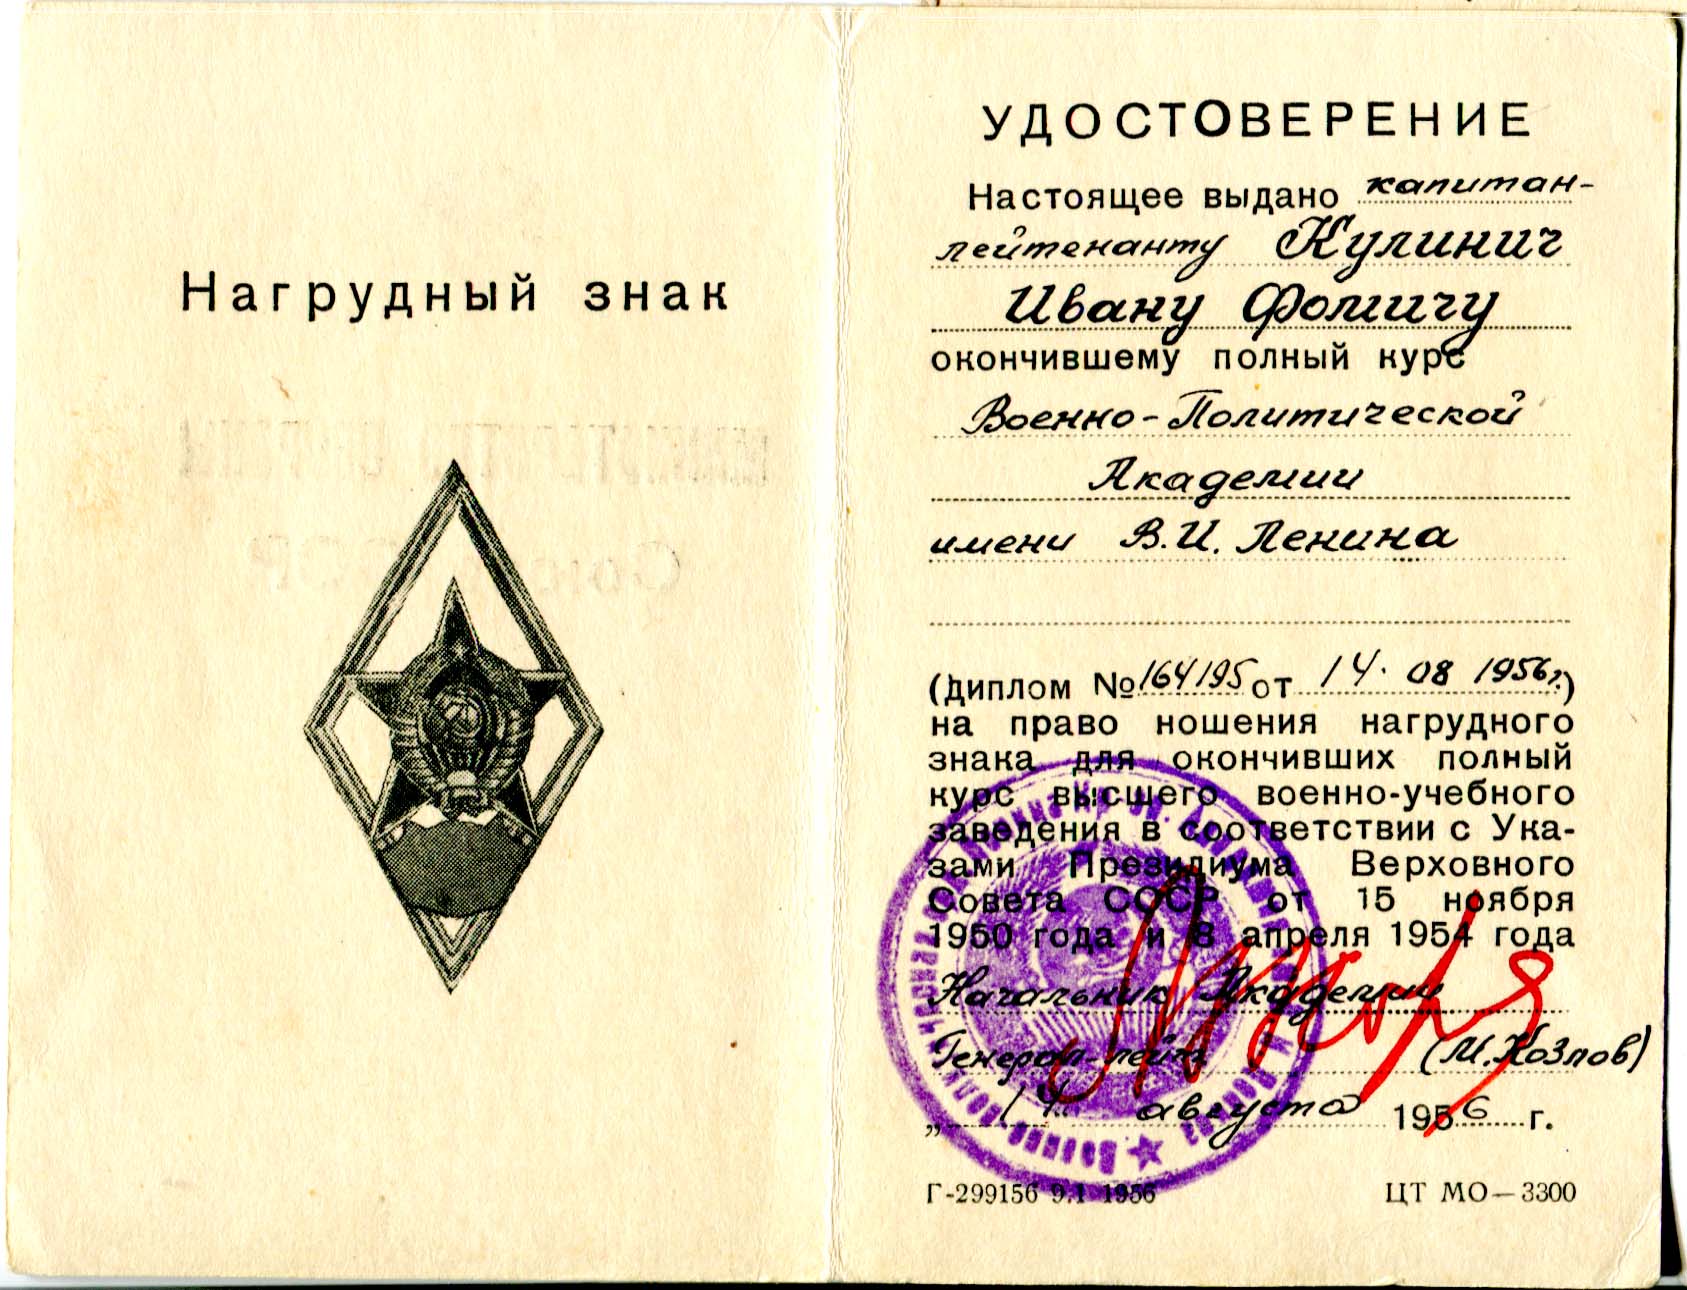 Нагрудный знак
УДОСТОВЕРЕНИЕ
Настоящее выдано капитан-
лейтенанту Кулинич
Ивану Фомичу
окончившему полный курс
Военно-Политической
Академии
имени В.И. Ленина
(диплом №164195 от 14.08 1956г.)
на право ношения нагрудного
знака для окончивших полный
курс высшего военно-учебного
заведения в соответствии с Ука-
зами Президиума Верховного
Совета СССР от 15 ноября
1950 года и 8 апреля 1954 года
Начальник Академии
Генерал-лейт. (М. Козлов)
„14" августа 1956 г.
Г-299156 9.1 1956 ЦТ МО—3300